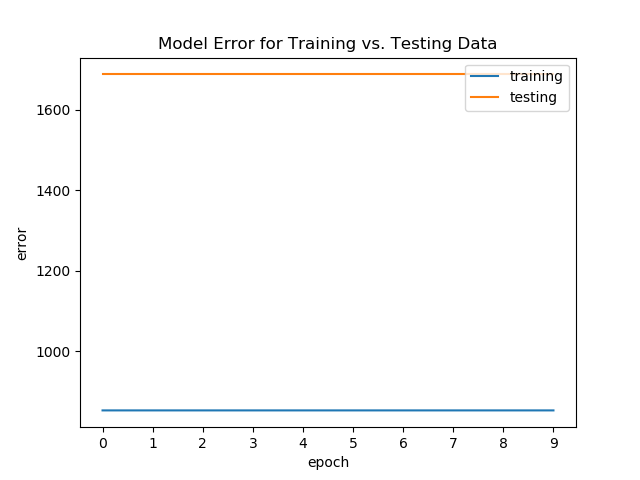 Model Error for Training vs. Testing Data
training
testing
1600
1400
1200
1000
error
0 1 2 3 4 5 6 7 8 9
epoch